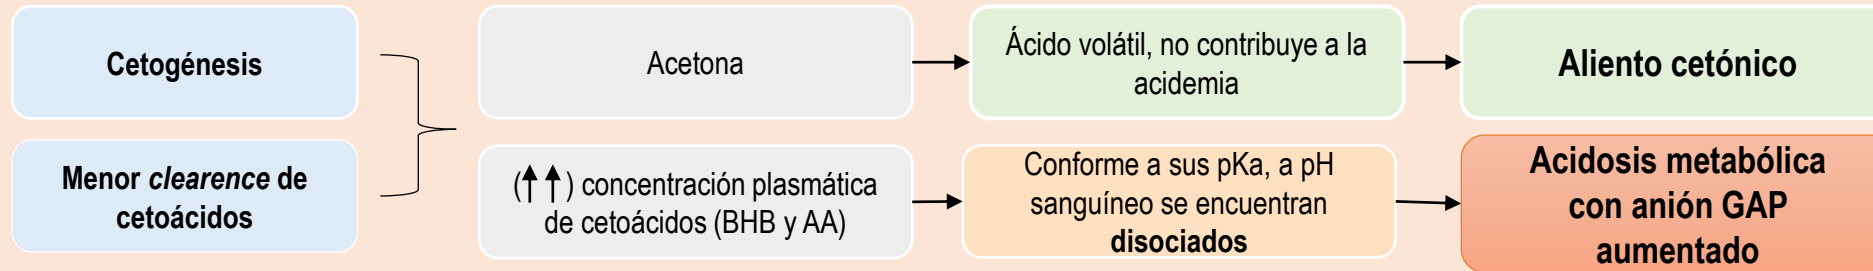 Cetogénesis
Acetona
Ácido volátil, no contribuye a la
acidemia
Aliento cetónico
Menor clearence de
cetoácidos
(↑↑) concentración plasmática
de cetoácidos (BHB y AA)
Conforme a sus pKa, a pH
sanguíneo se encuentran
disociados
Acidosis metabólica
con anión GAP
aumentado